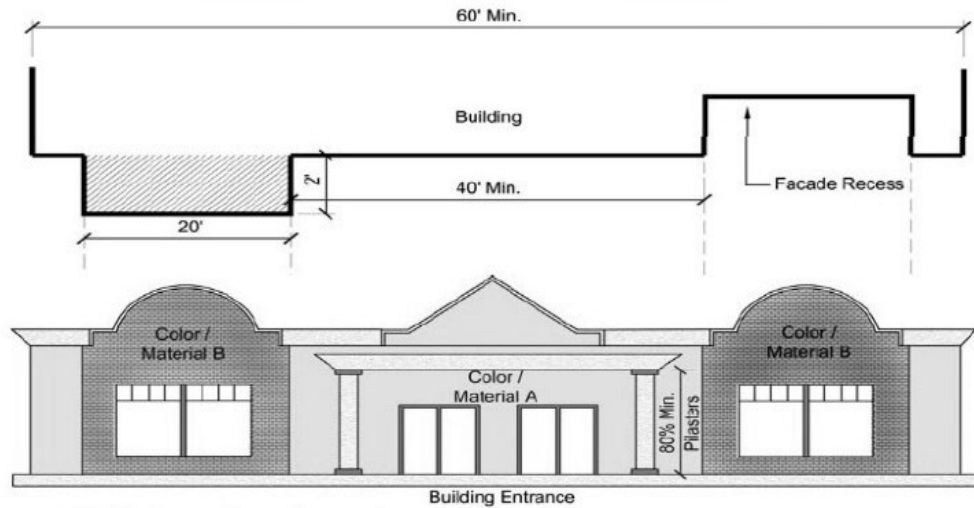 60' Min.
Building
2'
40' Min.
Facade Recess
20'
Color /
Material B
Color /
Material A
Color /
Material B
80% Min.
Pilasters
Building Entrance